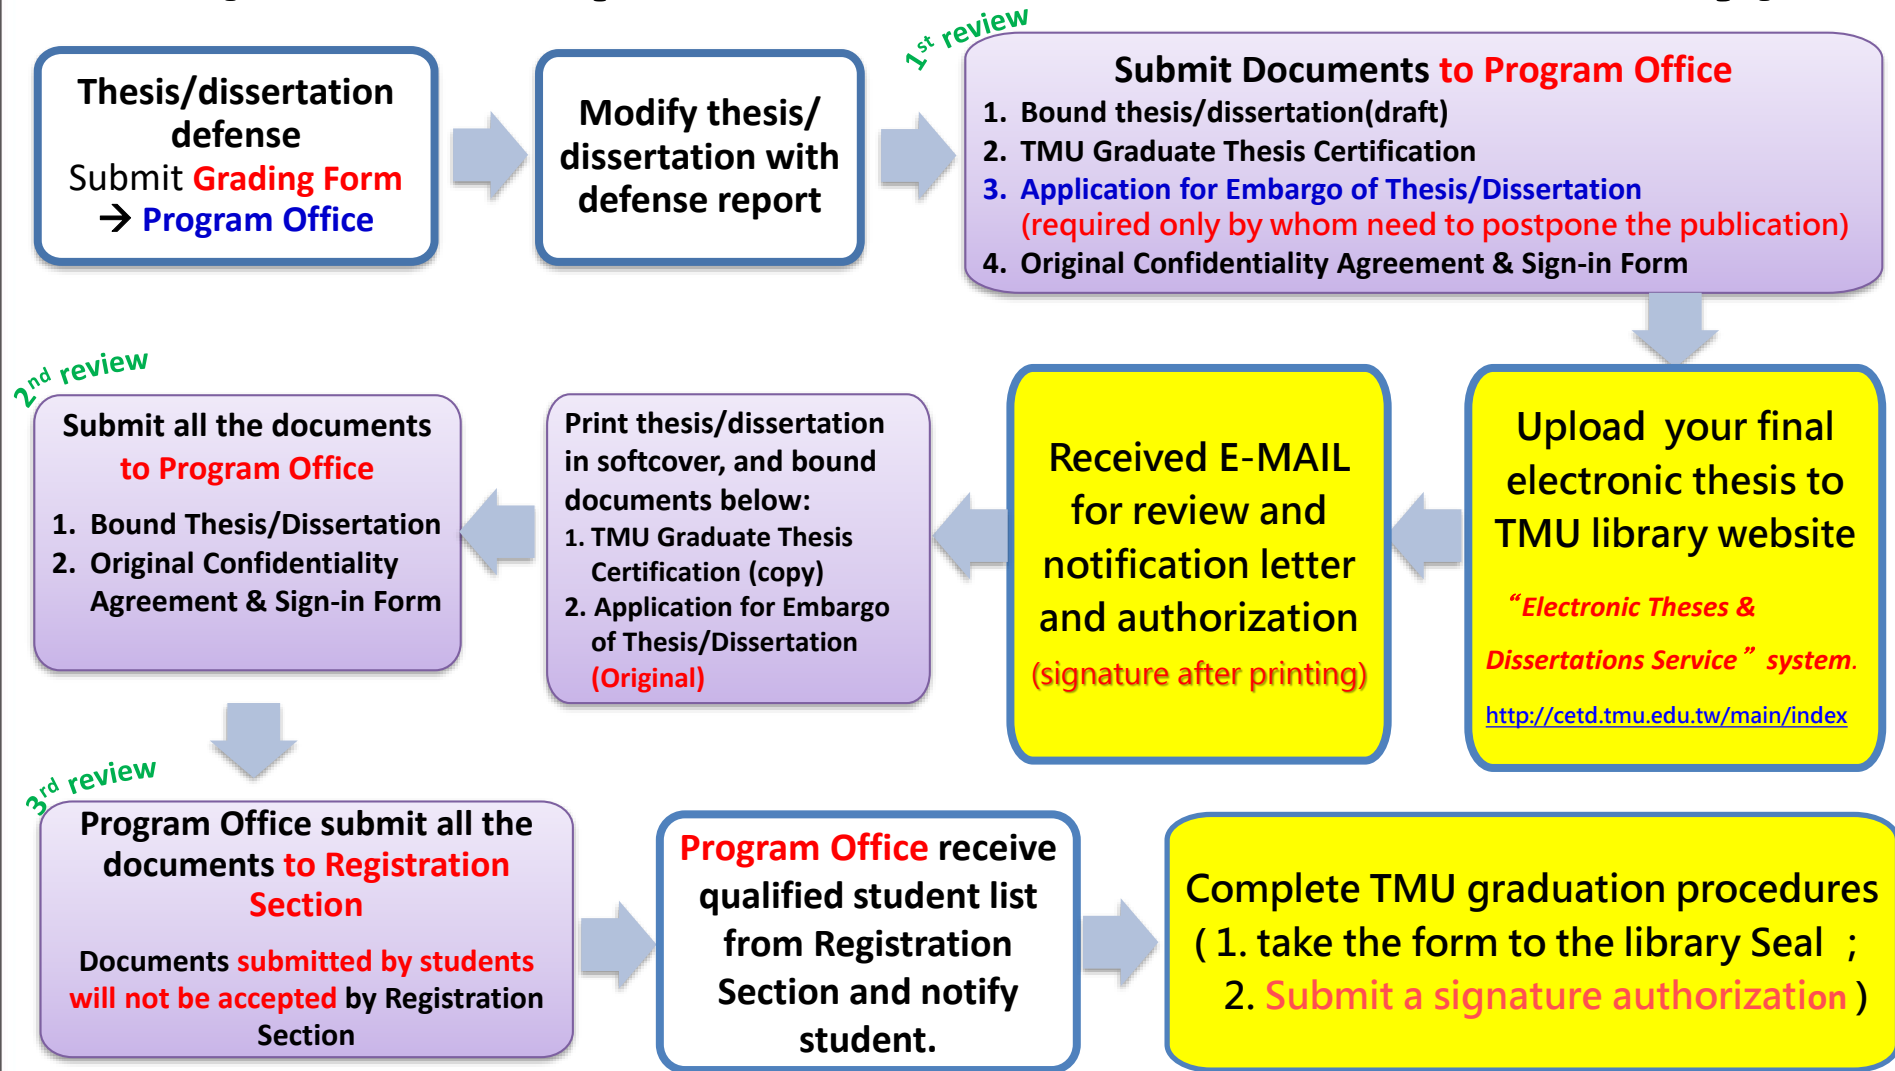 Thesis/dissertation
defense
Submit Grading Form
→ Program Office
Modify thesis/
dissertation with
defense report
1st review
Submit Documents to Program Office
1. Bound thesis/dissertation(draft)
2. TMU Graduate Thesis Certification
3. Application for Embargo of Thesis/Dissertation
(required only by whom need to postpone the publication)
4. Original Confidentiality Agreement & Sign-in Form
Upload your final
electronic thesis to
TMU library website
“Electronic Theses &
Dissertations Service” system.
http://cetd.tmu.edu.tw/main/index
Received E-MAIL
for review and
notification letter
and authorization
(signature after printing)
Print thesis/dissertation
in softcover, and bound
documents below:
1. TMU Graduate Thesis
Certification (copy)
2. Application for Embargo
of Thesis/Dissertation
(Original)
2nd review
Submit all the documents
to Program Office
1. Bound Thesis/Dissertation
2. Original Confidentiality
Agreement & Sign-in Form
3rd review
Program Office submit all the
documents to Registration
Section
Documents submitted by students
will not be accepted by Registration
Section
Program Office receive
qualified student list
from Registration
Section and notify
student.
Complete TMU graduation procedures
( 1. take the form to the library Seal ;
2. Submit a signature authorization )